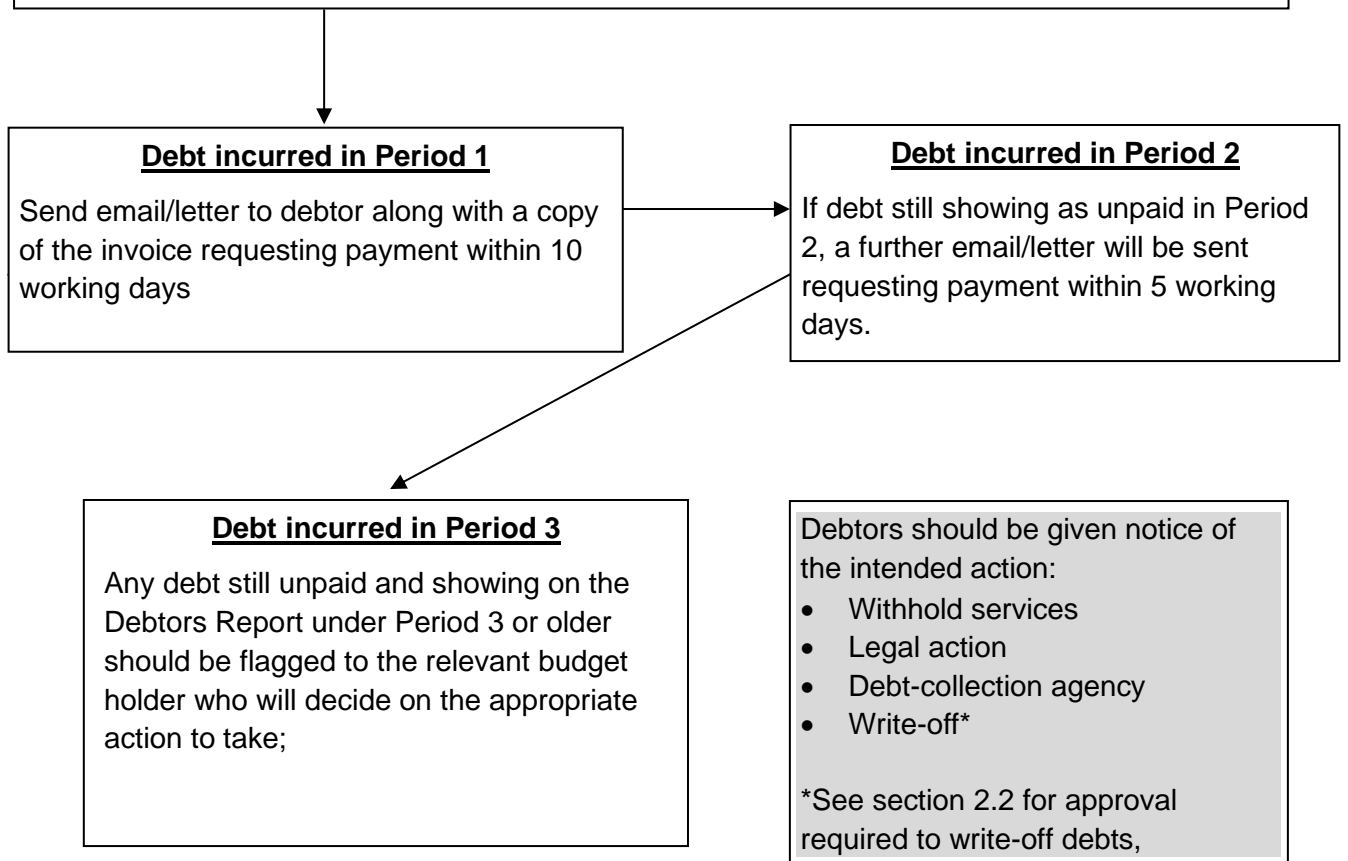 Debt incurred in Period 1
Send email/letter to debtor along with a copy
of the invoice requesting payment within 10
working days
Debt incurred in Period 2
If debt still showing as unpaid in Period
2, a further email/letter will be sent
requesting payment within 5 working
days.
Debt incurred in Period 3
Any debt still unpaid and showing on the
Debtors Report under Period 3 or older
should be flagged to the relevant budget
holder who will decide on the appropriate
action to take;
Debtors should be given notice of
the intended action:
• Withhold services
• Legal action
• Debt-collection agency
• Write-off*
*See section 2.2 for approval
required to write-off debts,